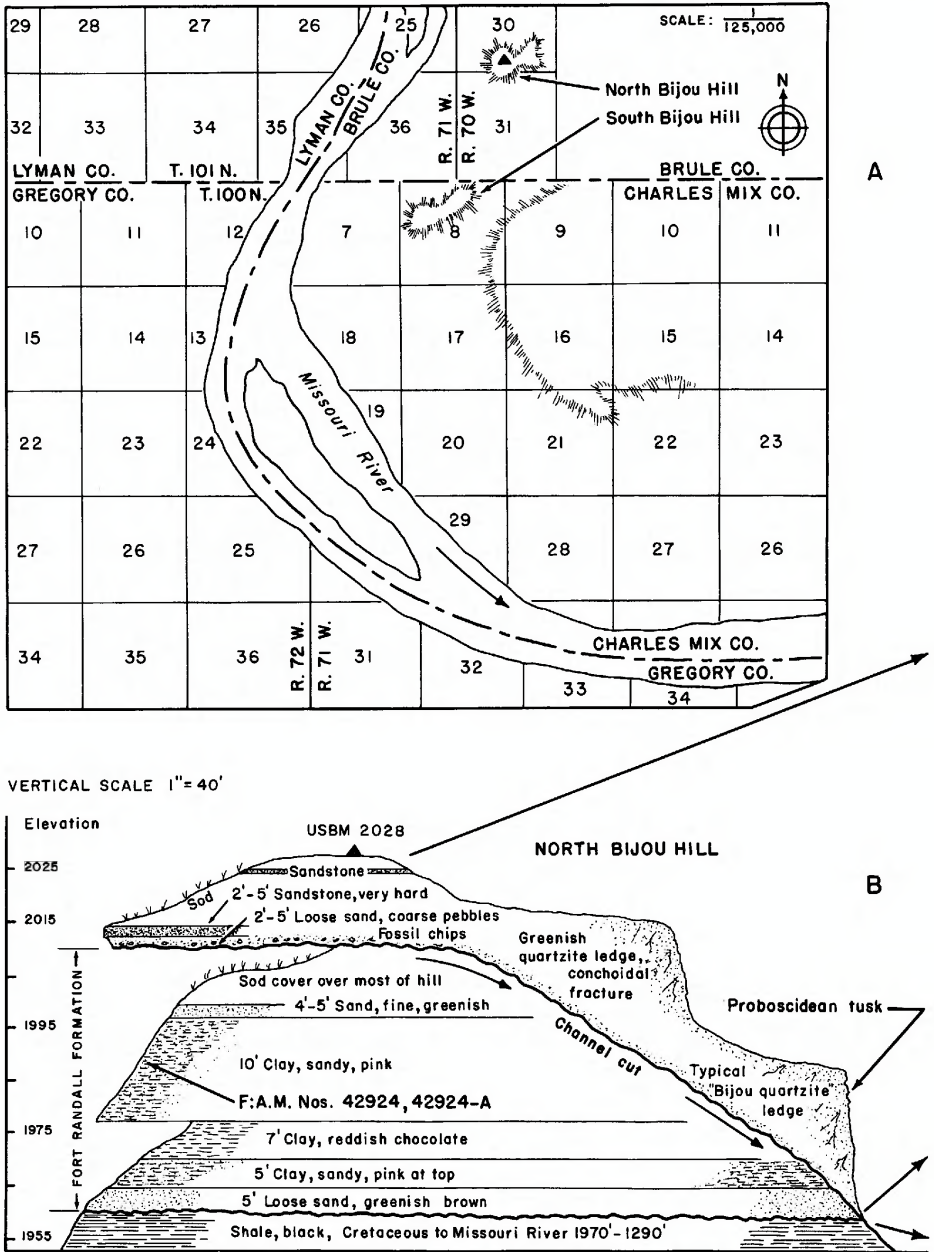 29 28 27 26 25 30
SCALE: 1/125,000
North Bijou Hill
South Bijou Hill
N
LYMAN CO.
BRULE CO.
R. 71 W.
R. 70 W.
32 33 34 35 36 31
LYMAN CO. T. 101 N. BRULE CO.
GREGORY CO. T. 100 N. CHARLES MIX CO.
A
10 11 12 7 8 9 10 11
15 14 13 18 17 16 15 14
Missouri River
22 23 24 19 20 21 22 23
27 26 25 29 28 27 26
R. 72 W.
R. 71 W.
CHARLES MIX CO.
GREGORY CO.
34 35 36 31 32 33 34
VERTICAL SCALE 1"= 40'
Elevation
USBM 2028
NORTH BIJOU HILL
B
2025
Sandstone
Sod
2'-5' Sandstone, very hard
2015
2'-5' Loose sand, coarse pebbles
Fossil chips
Greenish
quartzite ledge,
conchoidal
fracture
Sod cover over most of hill
4'-5' Sand, fine, greenish
1995
Channel cut
Proboscidean tusk
FORT RANDALL FORMATION
10' Clay, sandy, pink
Typical
"Bijou quartzite"
ledge
F:A.M. Nos. 42924, 42924-A
1975
7' Clay, reddish chocolate
5' Clay, sandy, pink at top
5' Loose sand, greenish brown
1955
Shale, black, Cretaceous to Missouri River 1970'-1290'